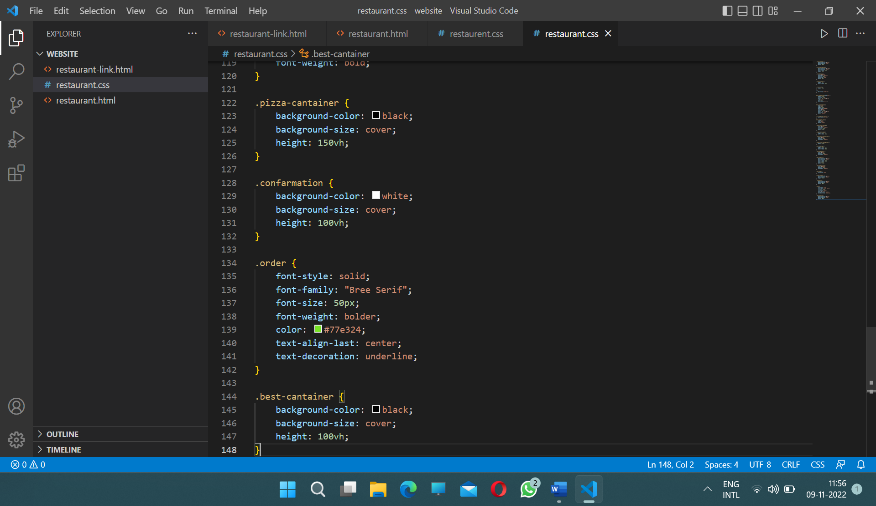 File Edit Selection View Go Run Terminal Help restaurant.css website Visual Studio Code
EXPLORER
WEBSITE
restaurant-link.html
restaurant.css
restaurant.html
OUTLINE
TIMELINE
restaurant-link.html restaurant.html restaurent.css restaurant.css
restaurant.css > .best-cantainer
119 font-weight: bold;
120 }
121
122 .pizza-cantainer {
123 background-color: black;
124 background-size: cover;
125 height: 150vh;
126 }
127
128 .confarmation {
129 background-color: white;
130 background-size: cover;
131 height: 100vh;
132 }
133
134 .order {
135 font-style: solid;
136 font-family: "Bree Serif";
137 font-size: 50px;
138 font-weight: bolder;
139 color: #77e324;
140 text-align-last: center;
141 text-decoration: underline;
142 }
143
144 .best-cantainer {
145 background-color: black;
146 background-size: cover;
147 height: 100vh;
148 }
0 0 Ln 148, Col 2 Spaces: 4 UTF 8 CRLF CSS
2
W
ENG
INTL
11:56
09-11-2022
1